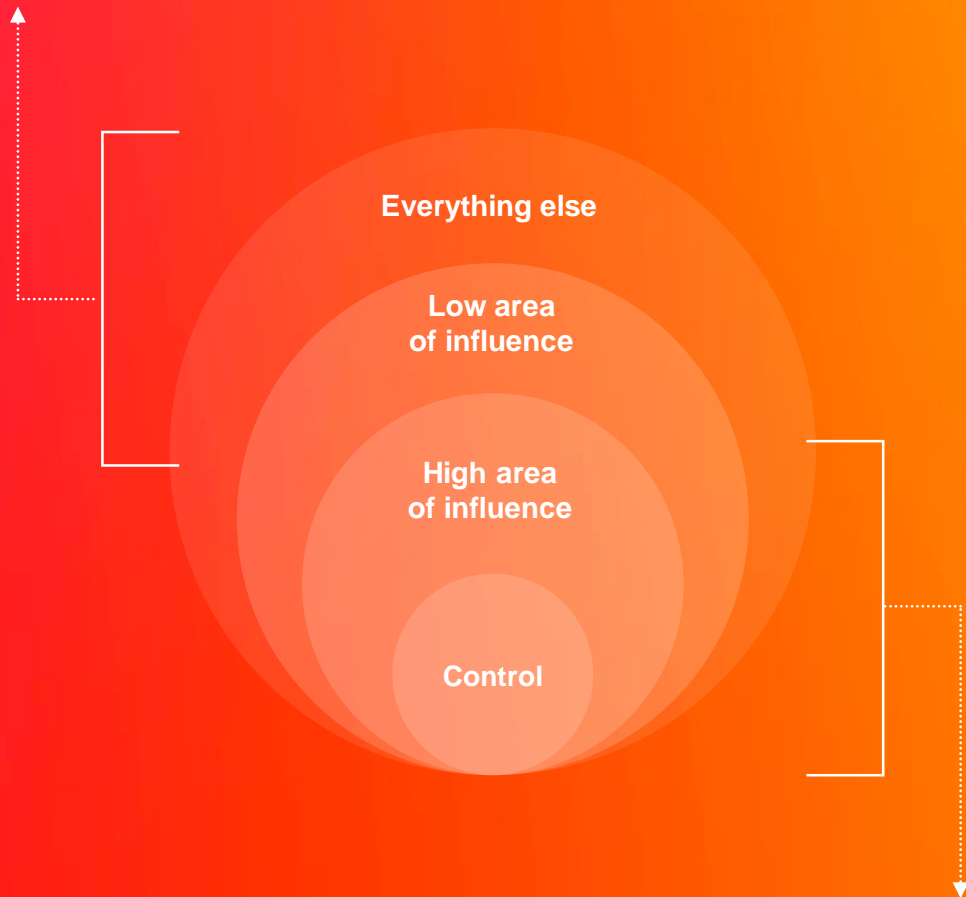 Everything else
Low area
of influence
High area
of influence
Control